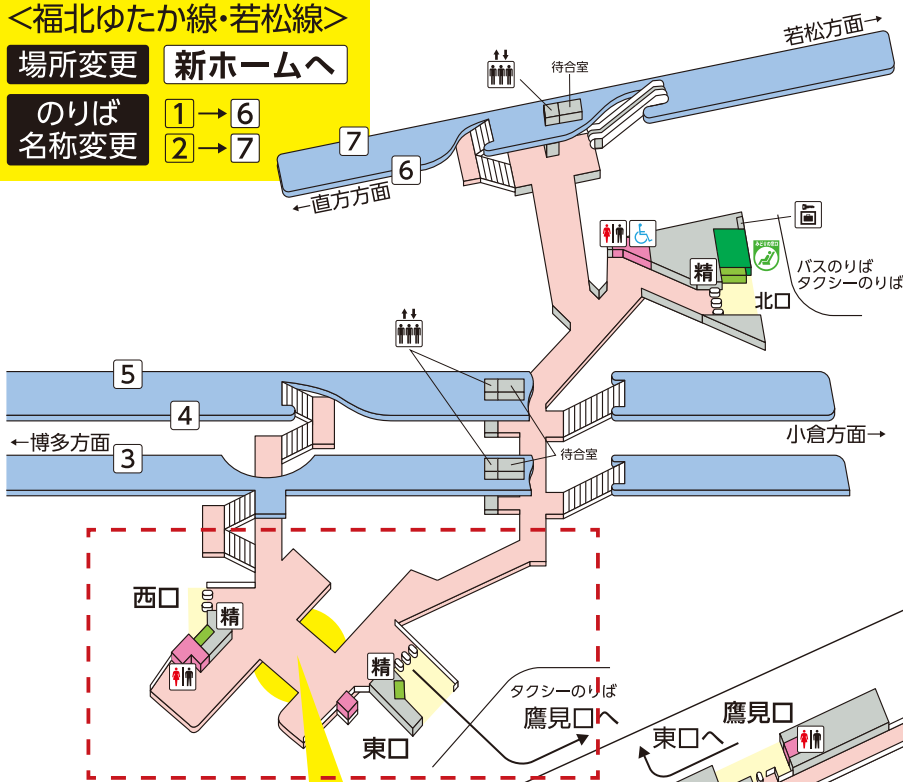 <福北ゆたか線・若松線>
場所変更 新ホームへ
のりば
名称変更
1→6
2→7
若松方面→
待合室
7
6
←直方方面
精
バスのりば
タクシーのりば
北口
5
4
←博多方面
3
小倉方面→
待合室
西口
精
精
東口
タクシーのりば
鷹見口へ
鷹見口
東口へ